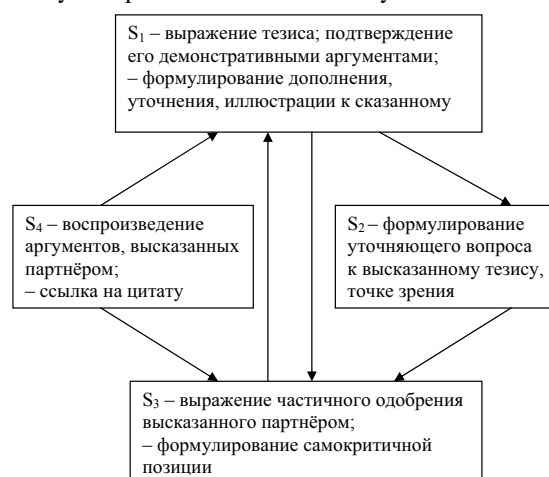 S1 – выражение тезиса; подтверждение
его демонстративными аргументами;
– формулирование дополнения,
уточнения, иллюстрации к сказанному
S4 – воспроизведение
аргументов, высказанных
партнёром;
– ссылка на цитату
S2 – формулирование
уточняющего вопроса
к высказанному тезису,
точке зрения
S3 – выражение частичного одобрения
высказанного партнёром;
– формулирование самокритичной
позиции